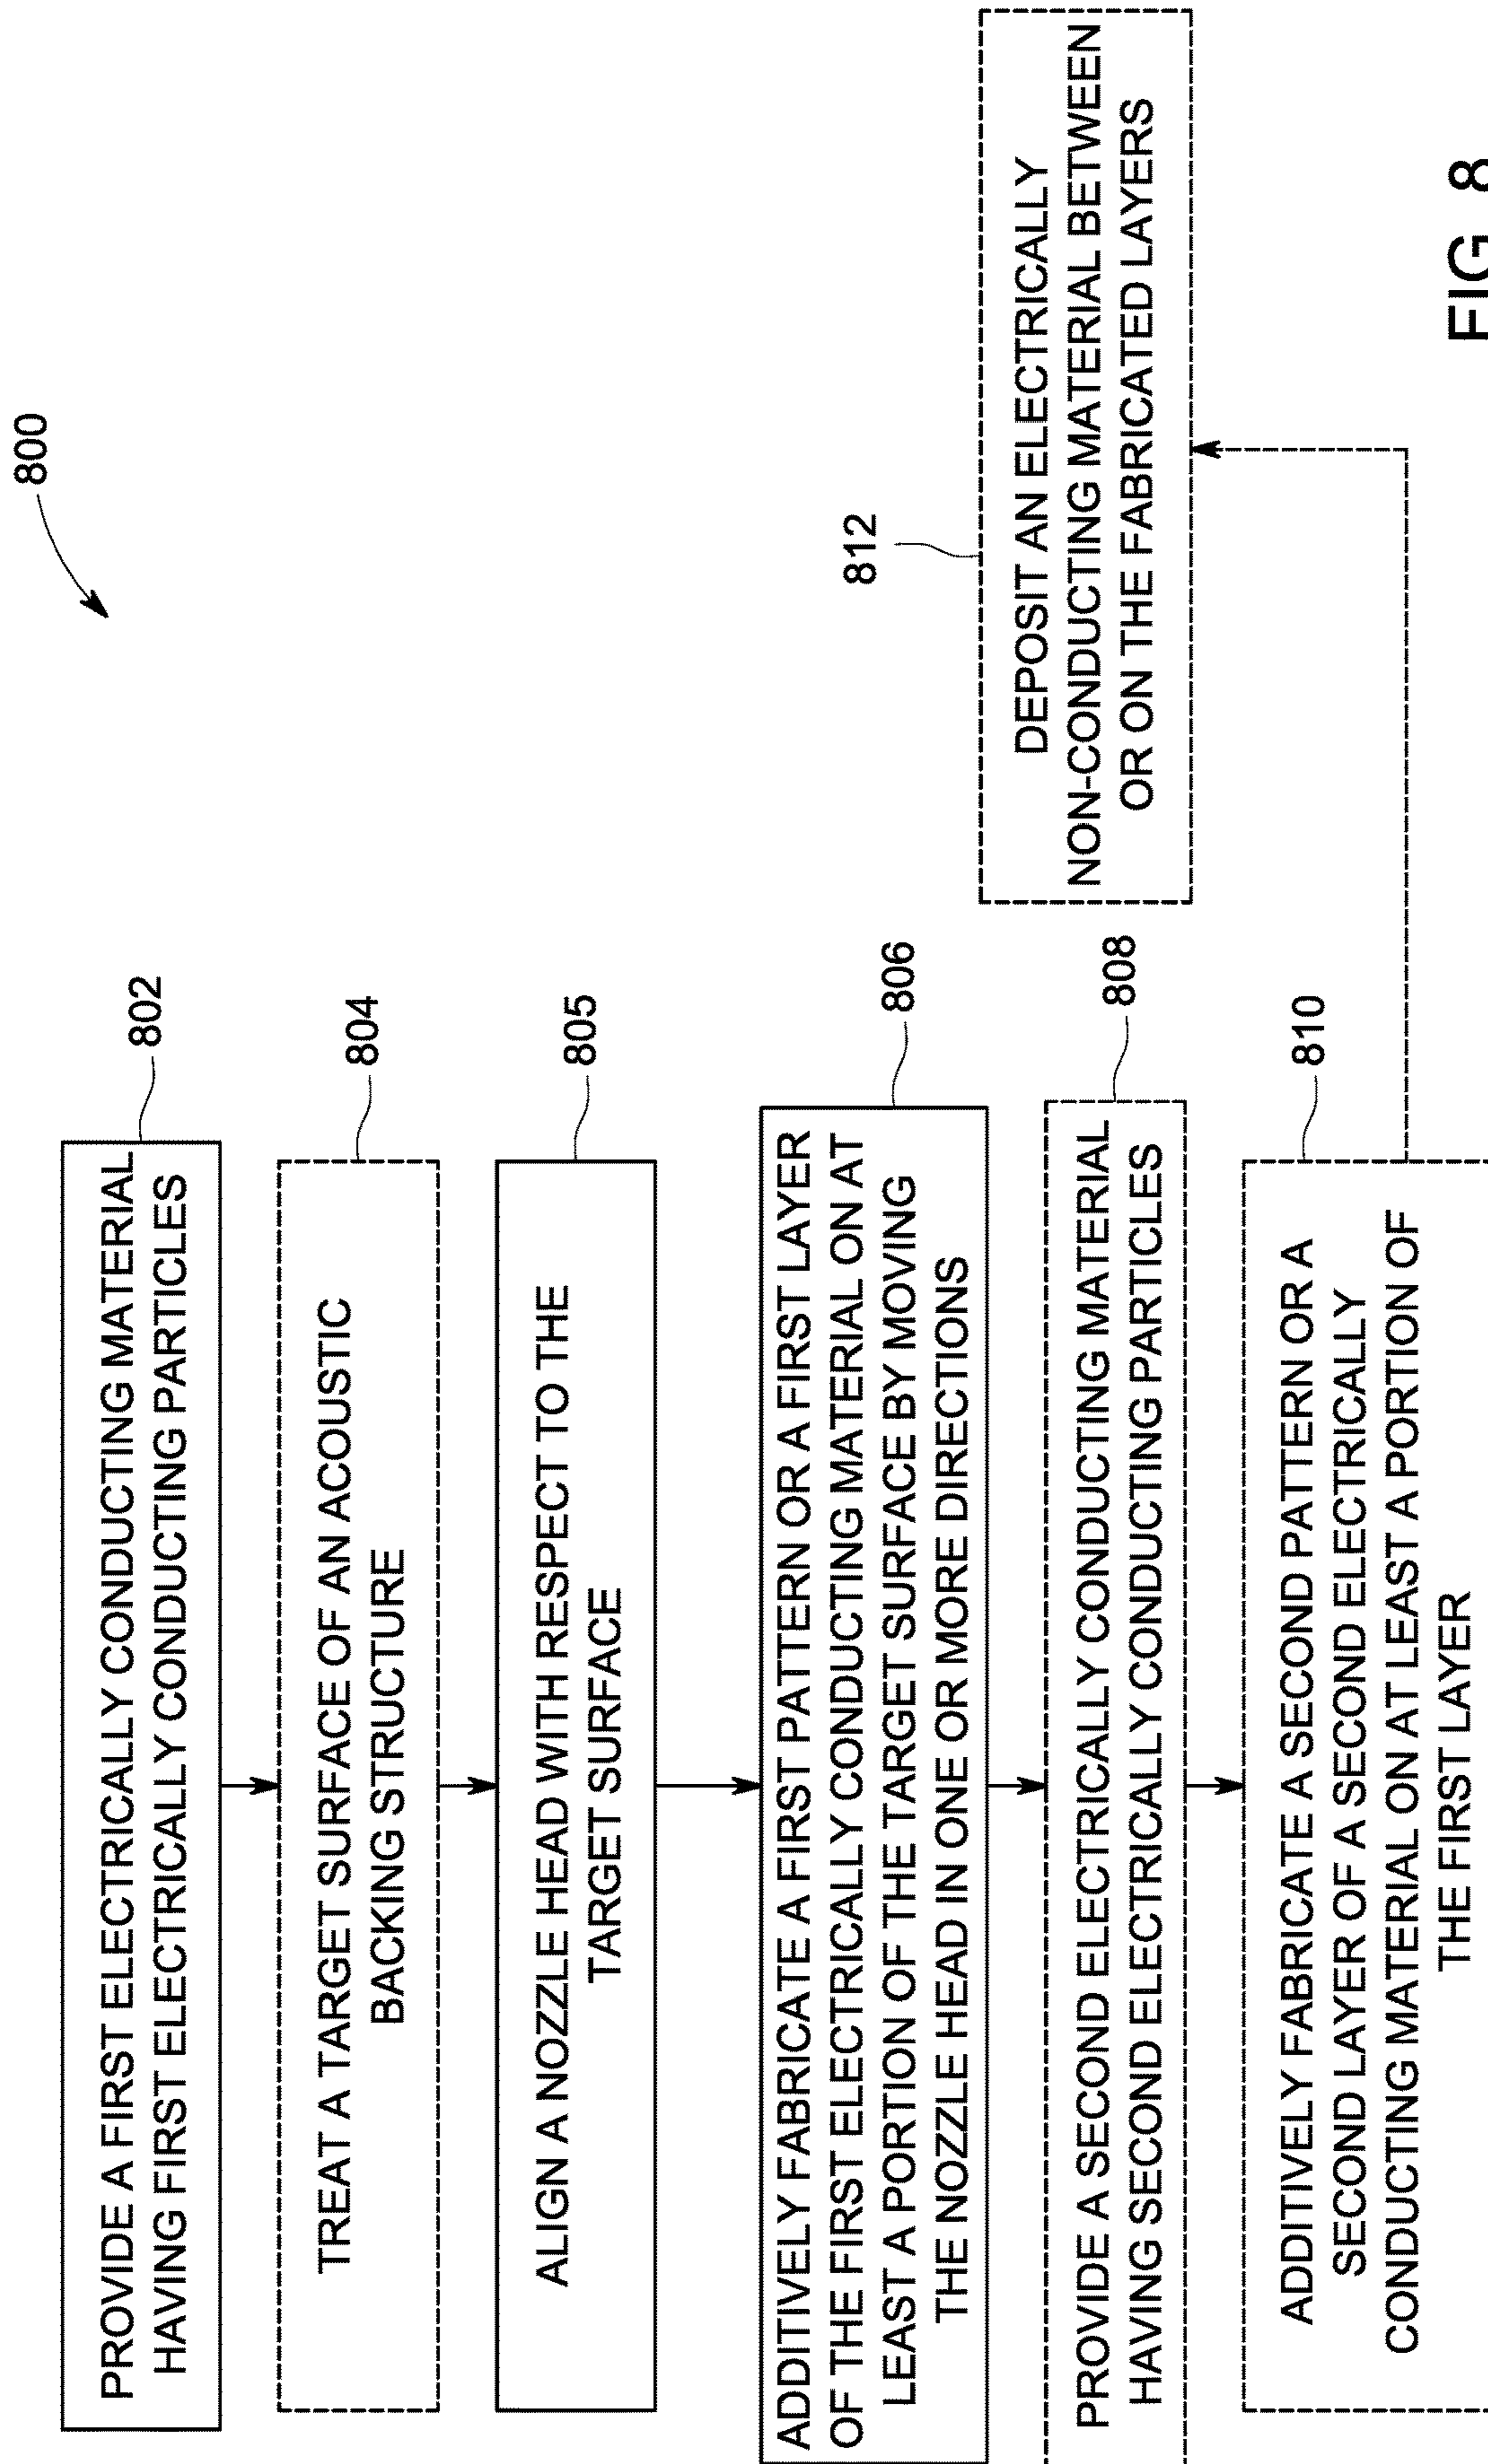 800
PROVIDE A FIRST ELECTRICALLY CONDUCTING MATERIAL
HAVING FIRST ELECTRICALLY CONDUCTING PARTICLES
802
TREAT A TARGET SURFACE OF AN ACOUSTIC
BACKING STRUCTURE
804
ALIGN A NOZZLE HEAD WITH RESPECT TO THE
TARGET SURFACE
805
ADDITIVELY FABRICATE A FIRST PATTERN OR A FIRST LAYER
OF THE FIRST ELECTRICALLY CONDUCTING MATERIAL ON AT
LEAST A PORTION OF THE TARGET SURFACE BY MOVING
THE NOZZLE HEAD IN ONE OR MORE DIRECTIONS
806
PROVIDE A SECOND ELECTRICALLY CONDUCTING MATERIAL
HAVING SECOND ELECTRICALLY CONDUCTING PARTICLES
808
ADDITIVELY FABRICATE A SECOND PATTERN OR A
SECOND LAYER OF A SECOND ELECTRICALLY
CONDUCTING MATERIAL ON AT LEAST A PORTION OF
THE FIRST LAYER
810
812
DEPOSIT AN ELECTRICALLY
NON-CONDUCTING MATERIAL BETWEEN
OR ON THE FABRICATED LAYERS
FIG. 8